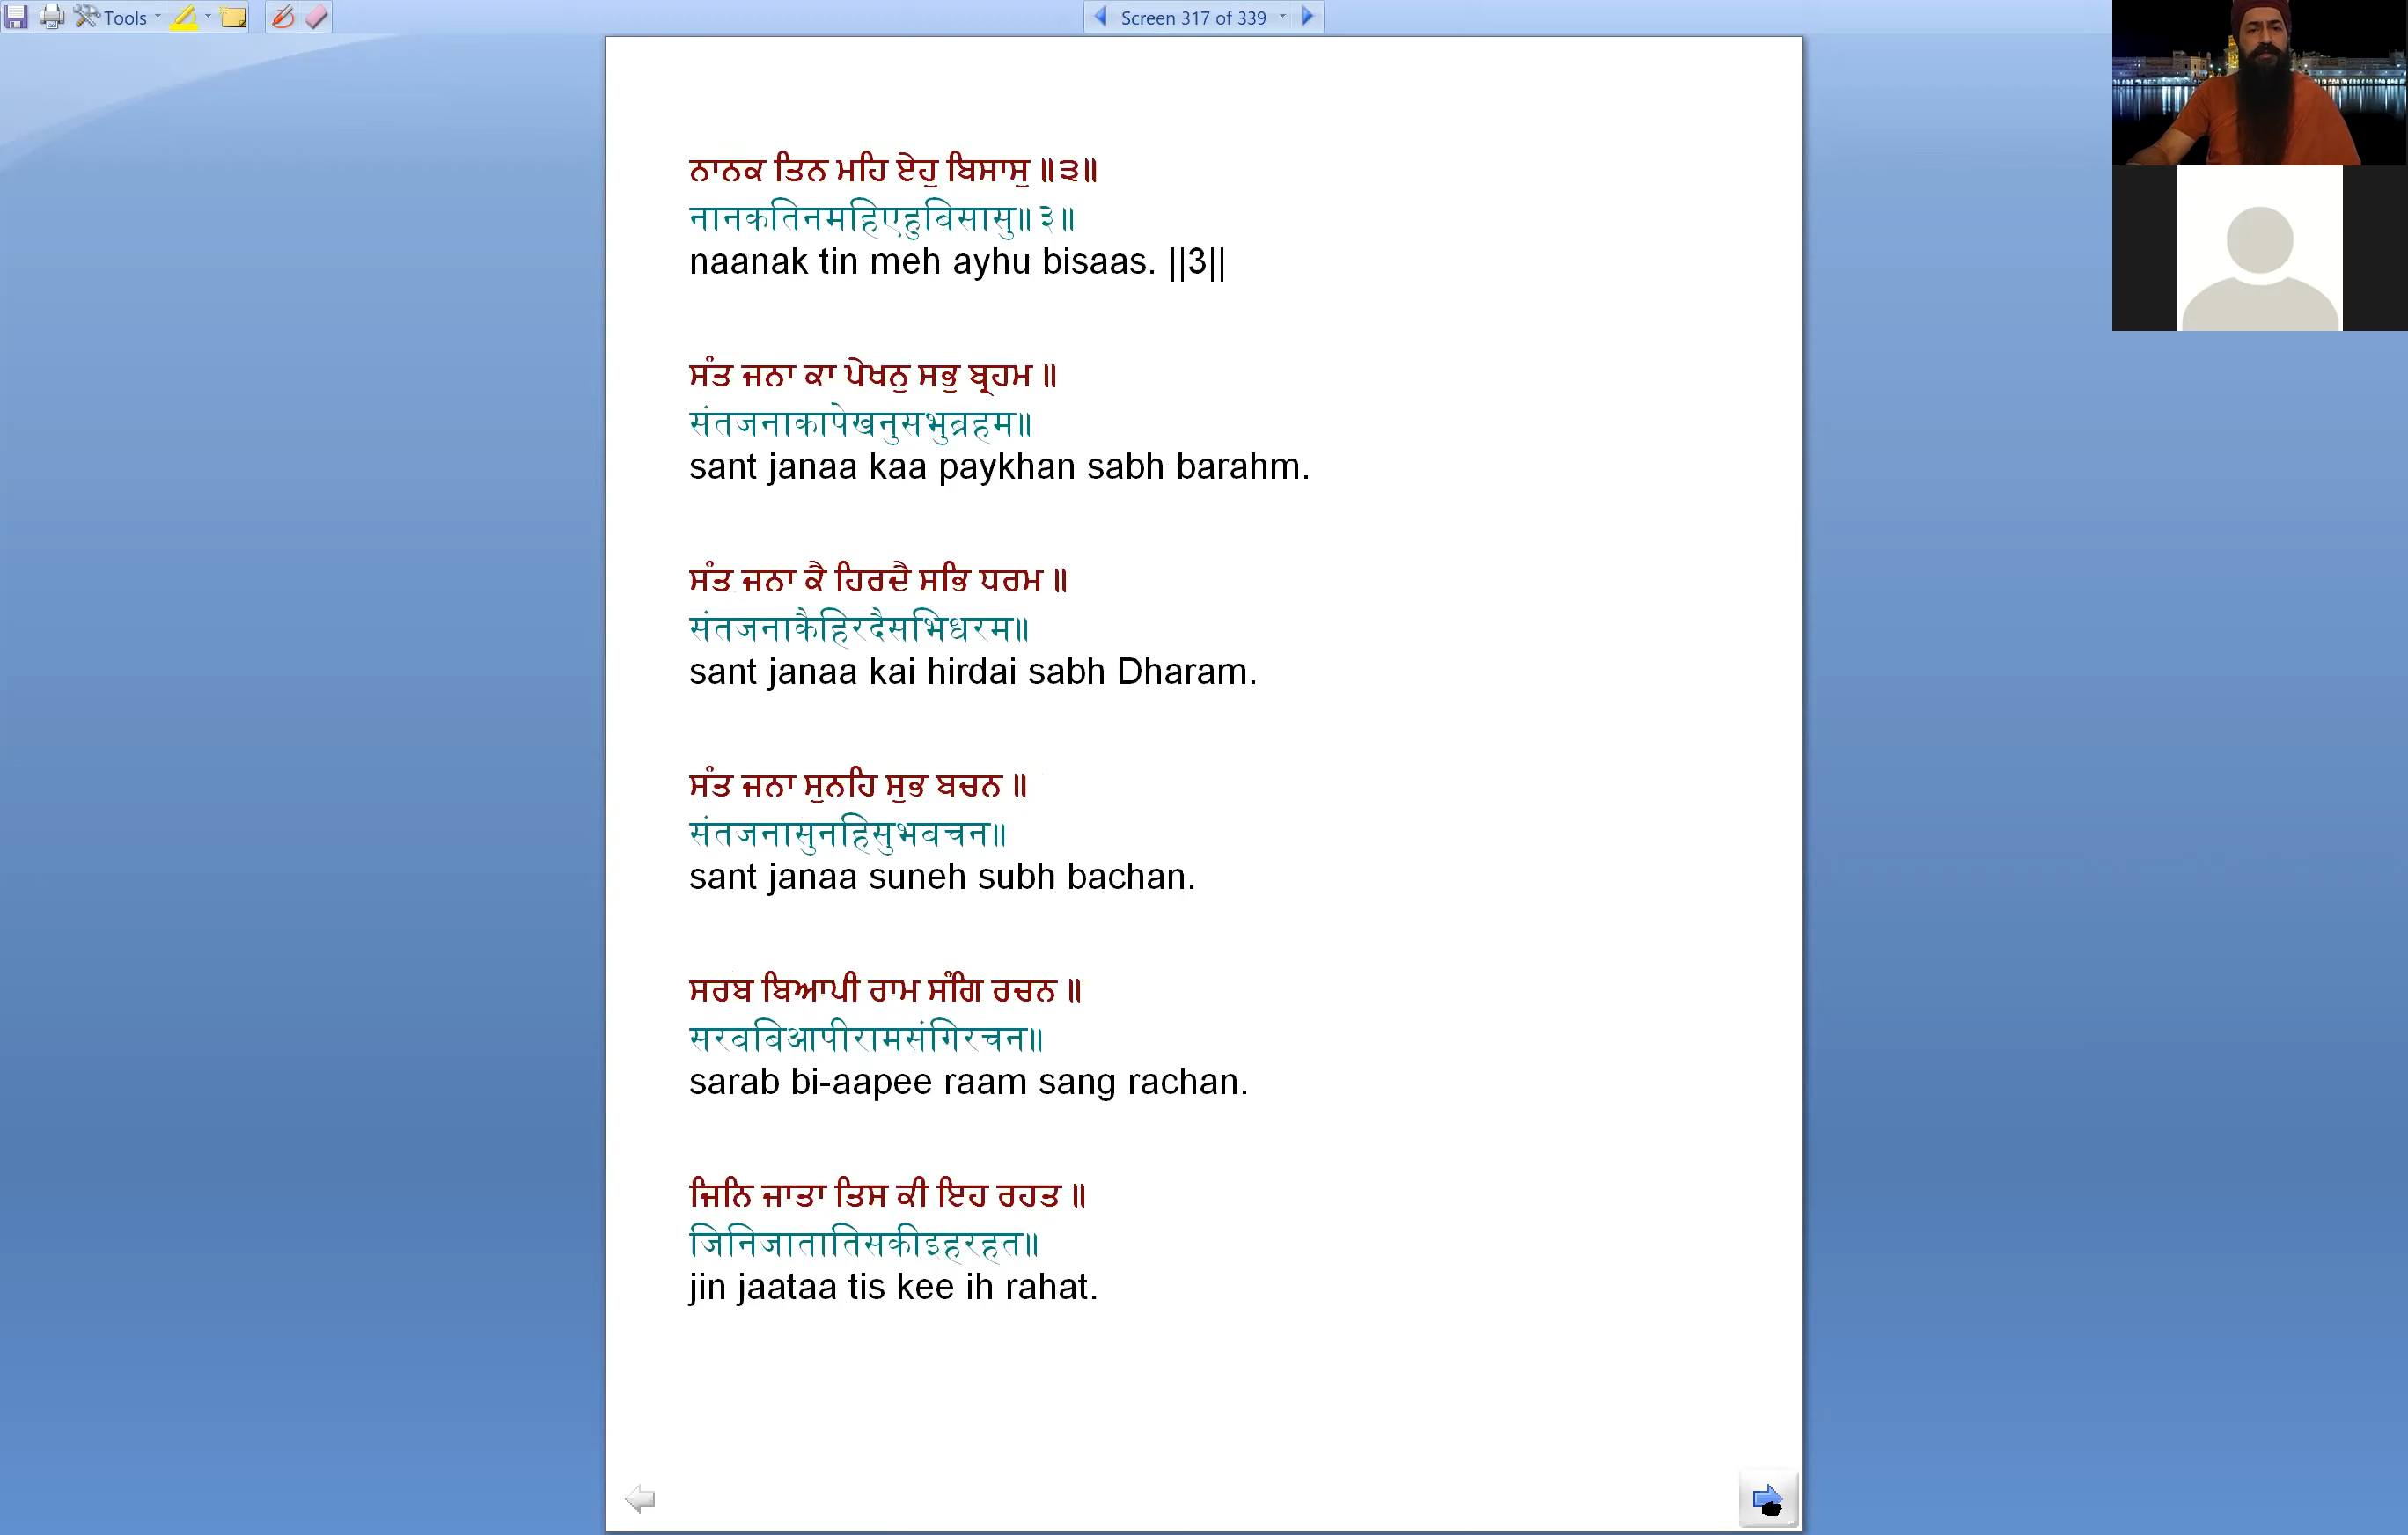 Tools
Screen 317 of 339
ਨਾਨਕ ਤਿਨ ਮਹਿ ਏਹੁ ਬਿਸਾਸੁ ॥੩॥
नानकतिनमहिएहुबिसासु॥३॥
naanak tin meh ayhu bisaas. ||3||
ਸੰਤ ਜਨਾ ਕਾ ਪੇਖਨੁ ਸਭੁ ਬ੍ਰਹਮ ॥
संतजनाकापेखनुसभुब्रहम॥
sant janaa kaa paykhan sabh barahm.
ਸੰਤ ਜਨਾ ਕੈ ਹਿਰਦੈ ਸਭਿ ਧਰਮ ॥
संतजनाकैहिरदैसभिधरम॥
sant janaa kai hirdai sabh Dharam.
ਸੰਤ ਜਨਾ ਸੁਨਹਿ ਸੁਭ ਬਚਨ ॥
संतजनासुनहिसुभबचन॥
sant janaa suneh subh bachan.
ਸਰਬ ਬਿਆਪੀ ਰਾਮ ਸੰਗਿ ਰਚਨ ॥
सरबबिआपीरामसंगिरचन॥
sarab bi-aapee raam sang rachan.
ਜਿਨਿ ਜਾਤਾ ਤਿਸ ਕੀ ਇਹ ਰਹਤ ॥
जिनिजातातिसकीइहरहत॥
jin jaataa tis kee ih rahat.